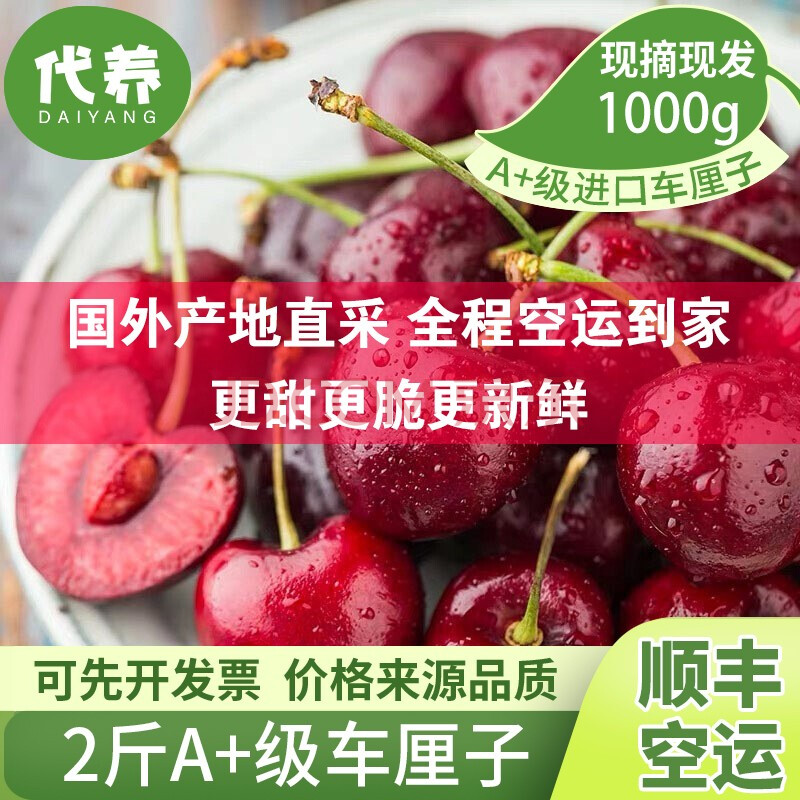 代养
DAIYANG
现摘现发
1000g
A+级进口车厘子
国外产地直采 全程空运到家
更甜更脆更新鲜
可先开发票 价格来源品质
2斤A+级车厘子
顺丰
空运